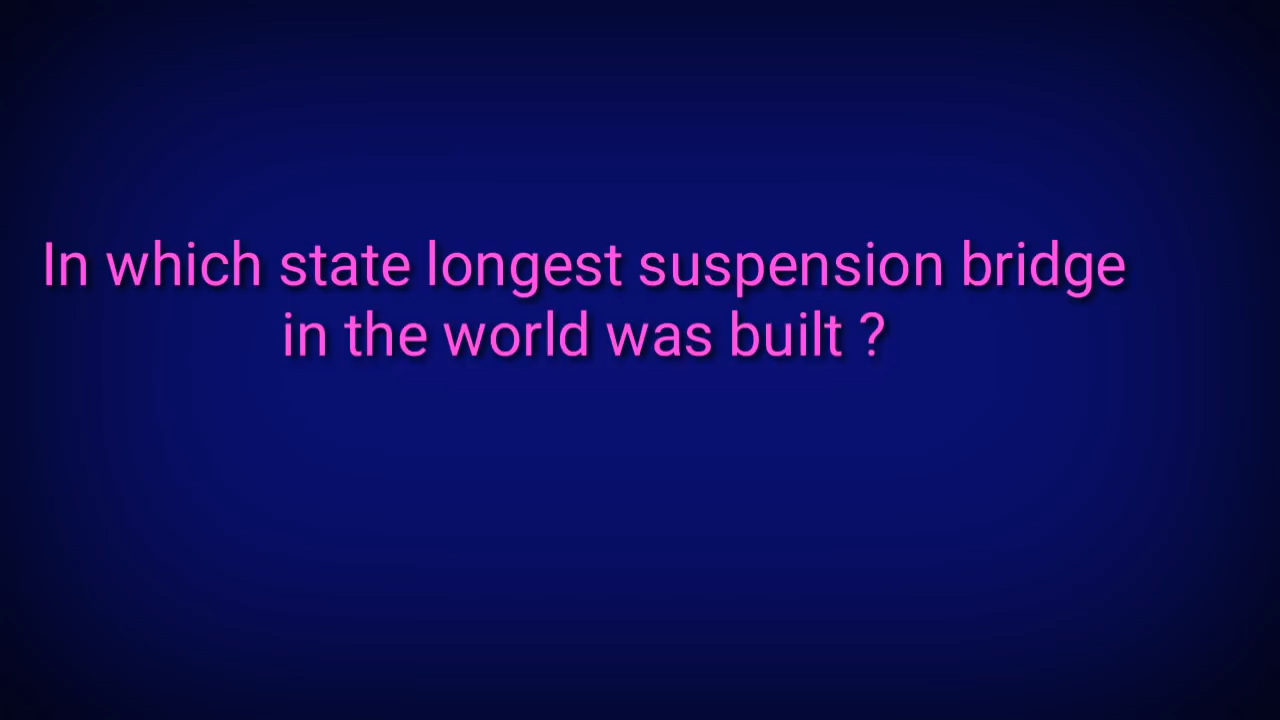 In which state longest suspension bridge
in the world was built ?